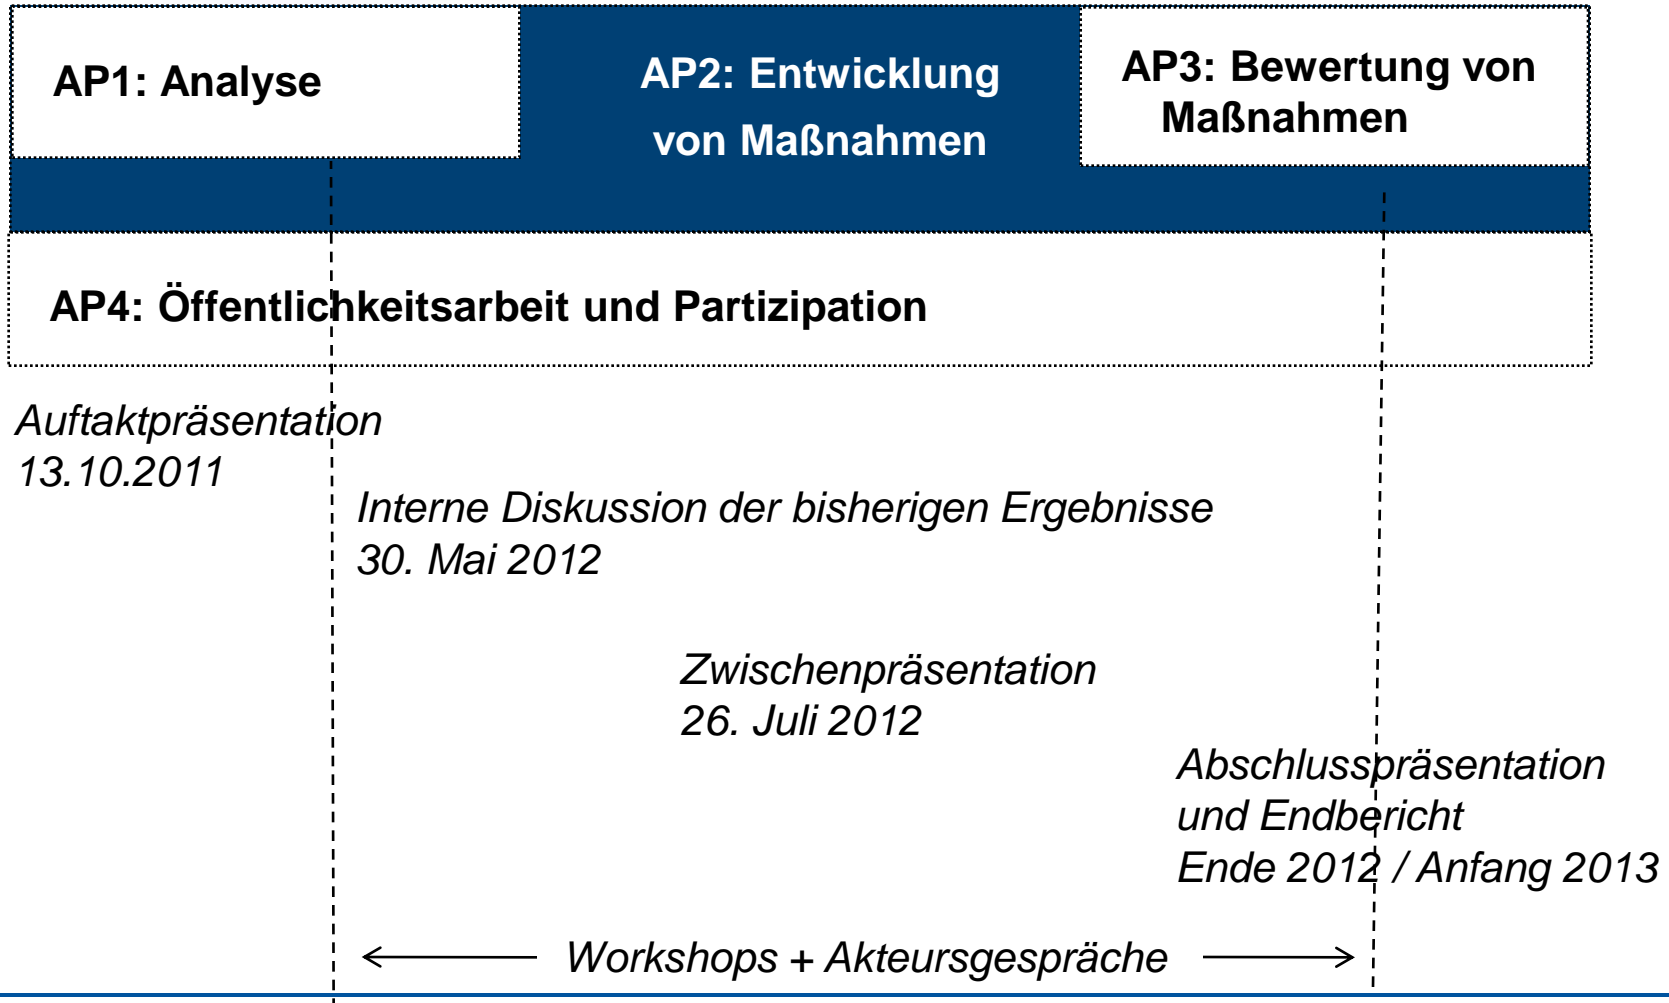 AP1: Analyse
AP2: Entwicklung
von Maßnahmen
AP3: Bewertung von
Maßnahmen
AP4: Öffentlichkeitsarbeit und Partizipation
Auftaktpräsentation
13.10.2011
Interne Diskussion der bisherigen Ergebnisse
30. Mai 2012
Zwischenpräsentation
26. Juli 2012
Abschlusspräsentation
und Endbericht
Ende 2012 / Anfang 2013
Workshops + Akteursgespräche